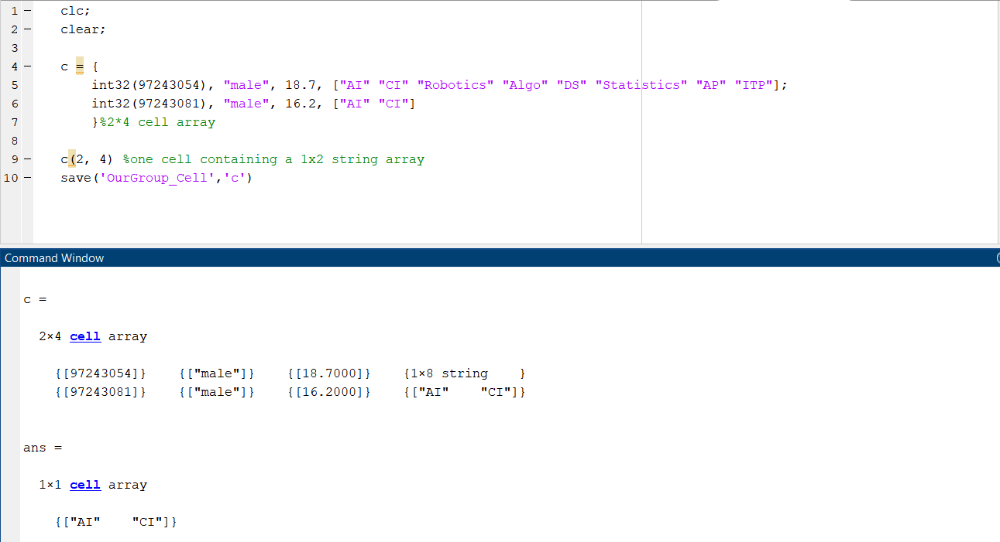 1 – clc;
2 – clear;
3
4 – c = {
5 int32(97243054), "male", 18.7, ["AI" "CI" "Robotics" "Algo" "DS" "Statistics" "AP" "ITP"];
6 int32(97243081), "male", 16.2, ["AI" "CI"]
7 }%2*4 cell array
8
9 – c(2, 4) %one cell containing a 1x2 string array
10 – save('OurGroup_Cell','c')
Command Window
c =
2×4 cell array
{[97243054]} {["male"]} {[18.7000]} {1×8 string }
{[97243081]} {["male"]} {[16.2000]} {["AI" "CI"]}
ans =
1×1 cell array
{["AI" "CI"]}